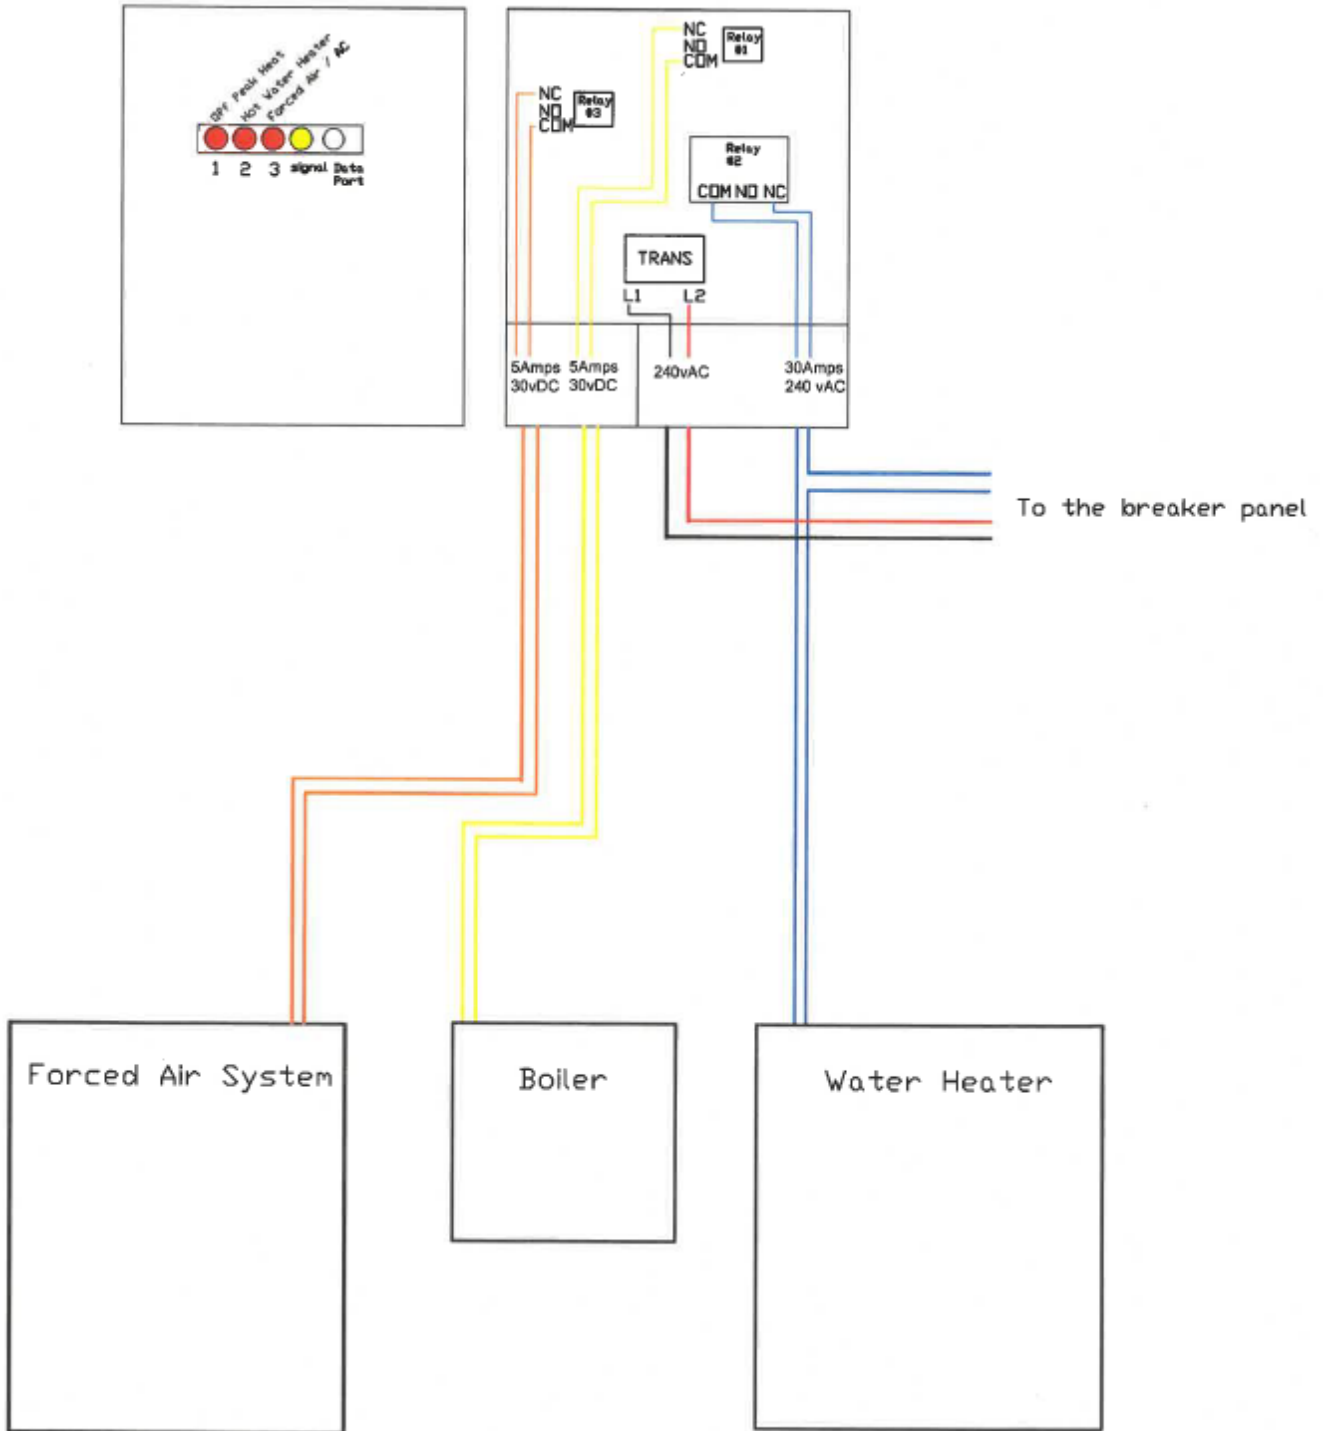 Off Peak Heat
Hot Water Heater
Forced Air / AC
1 2 3 signal Data
Port
NC
NO
COM
Relay
#1
NC
NO
COM
Relay
#3
Relay
#2
COM NO NC
TRANS
L1 L2
5Amps
30vDC
5Amps
30vDC
240vAC
30Amps
240 vAC
To the breaker panel
Forced Air System
Boiler
Water Heater